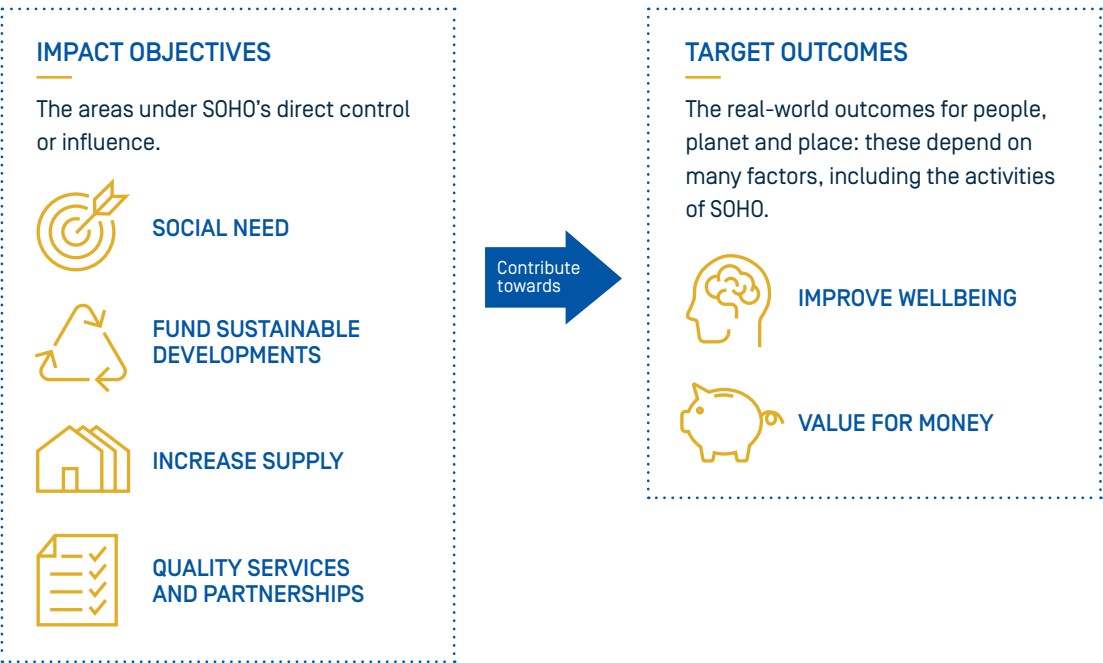 IMPACT OBJECTIVES
The areas under SOHO's direct control
or influence.
SOCIAL NEED
FUND SUSTAINABLE
DEVELOPMENTS
INCREASE SUPPLY
QUALITY SERVICES
AND PARTNERSHIPS
Contribute
towards
TARGET OUTCOMES
The real-world outcomes for people,
planet and place: these depend on
many factors, including the activities
of SOHO.
IMPROVE WELLBEING
VALUE FOR MONEY